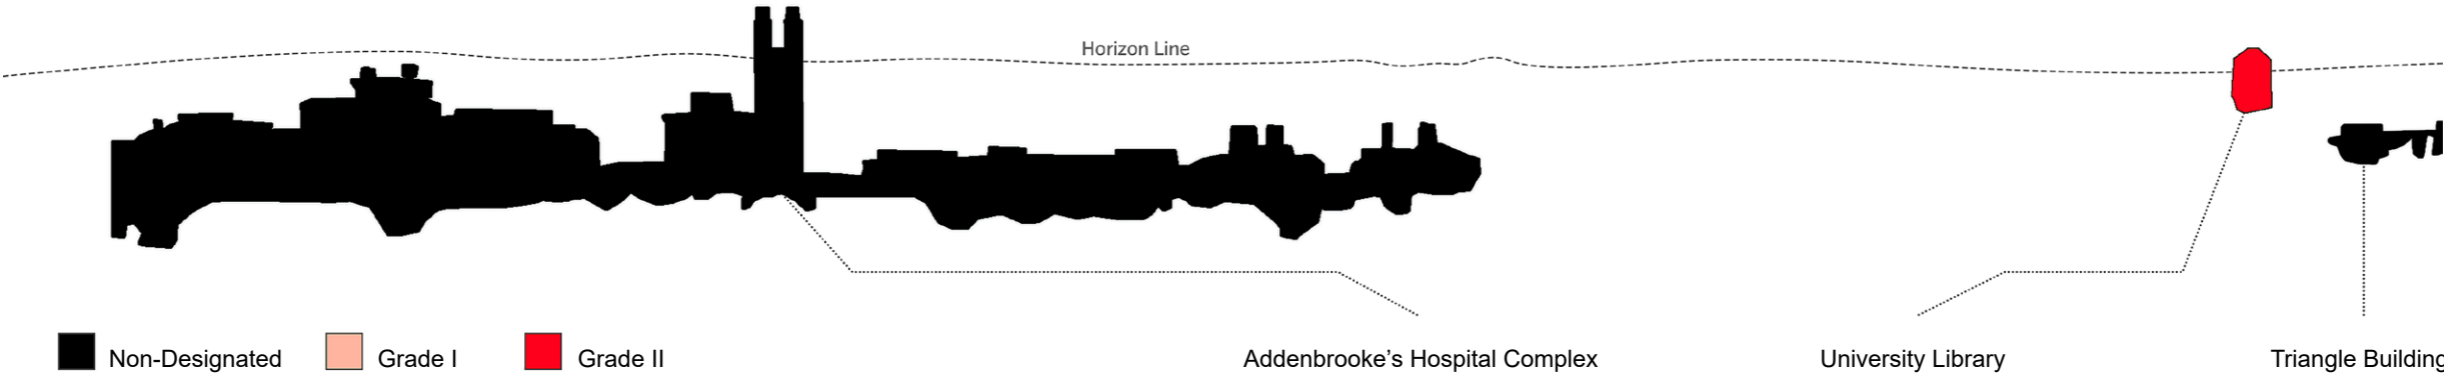 Horizon Line
Non-Designated
Grade I
Grade II
Addenbrooke's Hospital Complex
University Library
Triangle Building